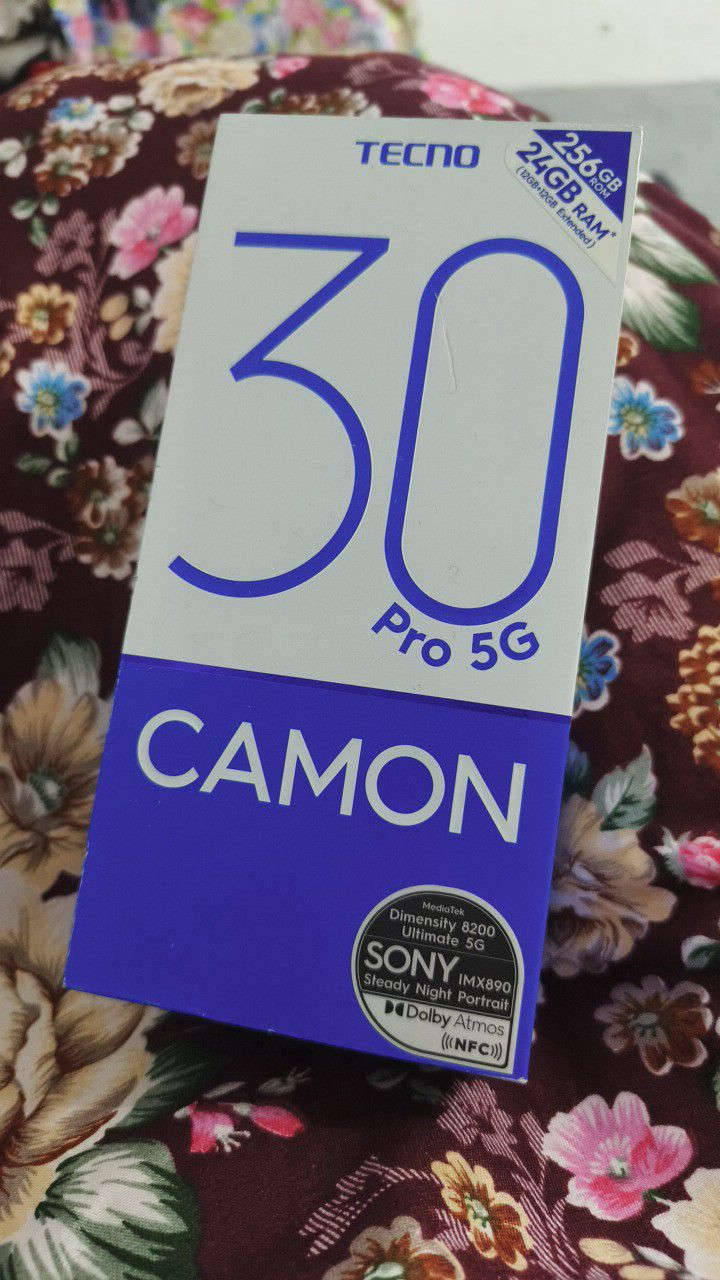 TECNO
256GB
ROM
24GB RAM*
(12GB+12GB Extended)
30
Pro 5G
CAMON
MediaTek
Dimensity 8200
Ultimate 5G
SONY IMX890
Steady Night Portrait
Dolby Atmos
NFC